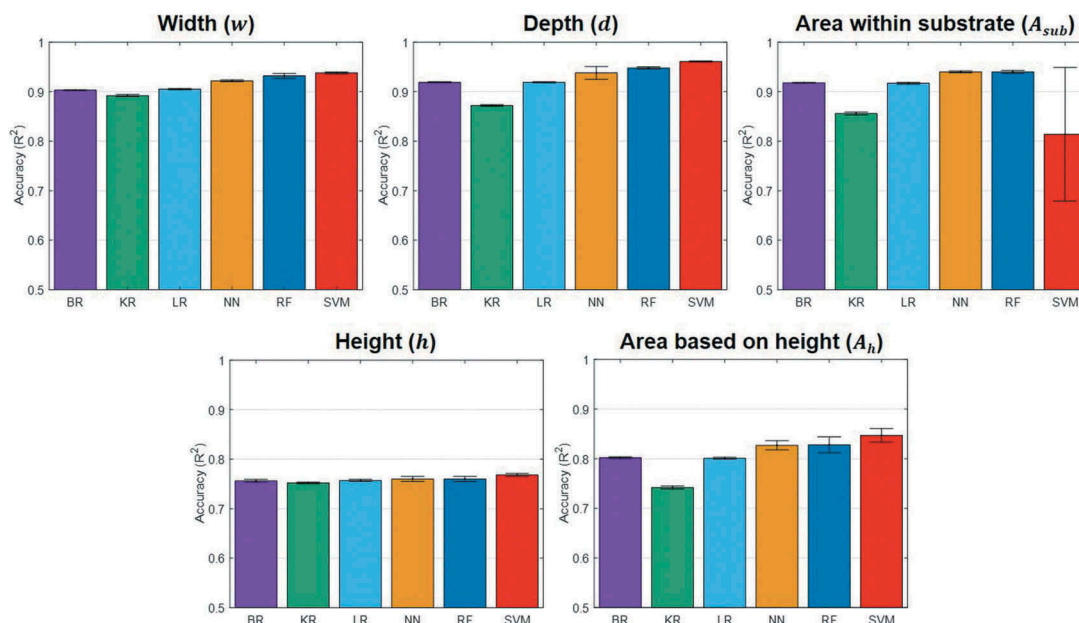 Width (w)
Depth (d)
Area within substrate (A_sub)
Accuracy (R²)
1
0.9
0.8
0.7
0.6
0.5
BR KR LR NN RF SVM
Accuracy (R²)
1
0.9
0.8
0.7
0.6
0.5
BR KR LR NN RF SVM
Accuracy (R²)
1
0.9
0.8
0.7
0.6
0.5
BR KR LR NN RF SVM
Height (h)
Area based on height (A_h)
Accuracy (R²)
1
0.9
0.8
0.7
0.6
0.5
BR KR LR NN RF SVM
Accuracy (R²)
1
0.9
0.8
0.7
0.6
0.5
BR KR LR NN RF SVM